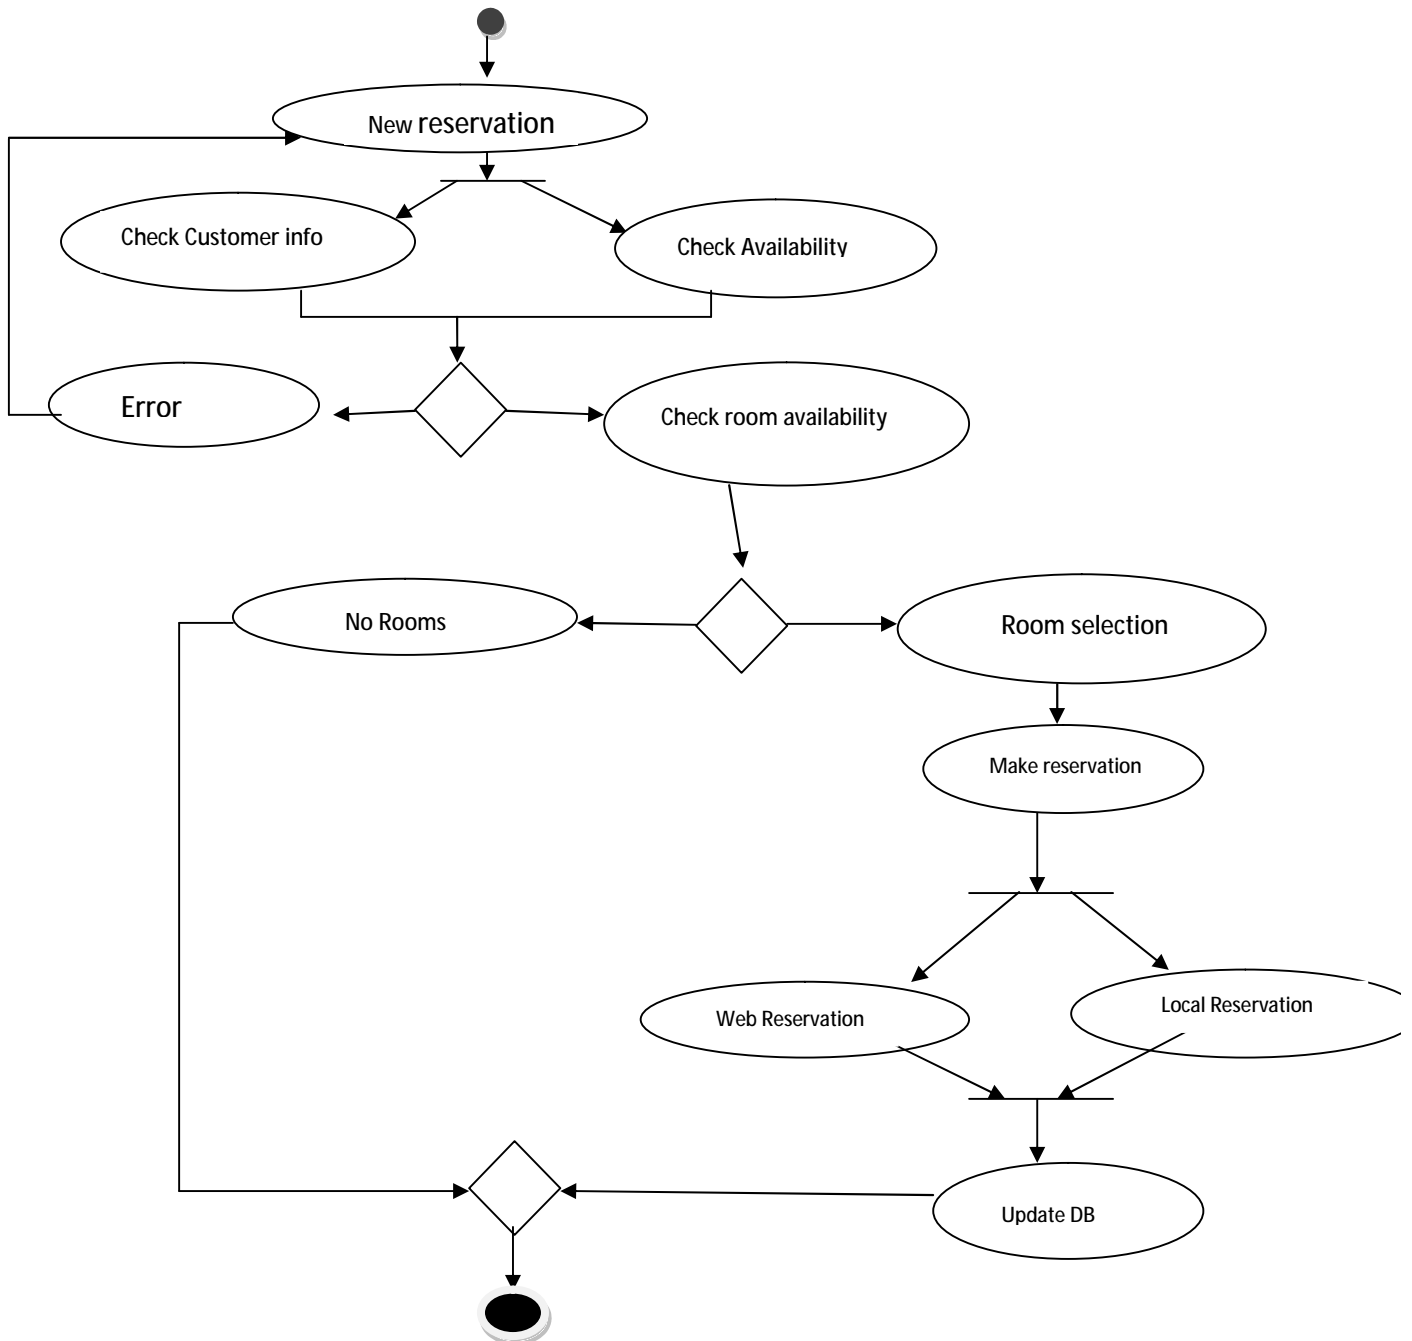 New reservation
Check Customer info
Check Availability
Error
Check room availability
No Rooms
Room selection
Make reservation
Web Reservation
Local Reservation
Update DB